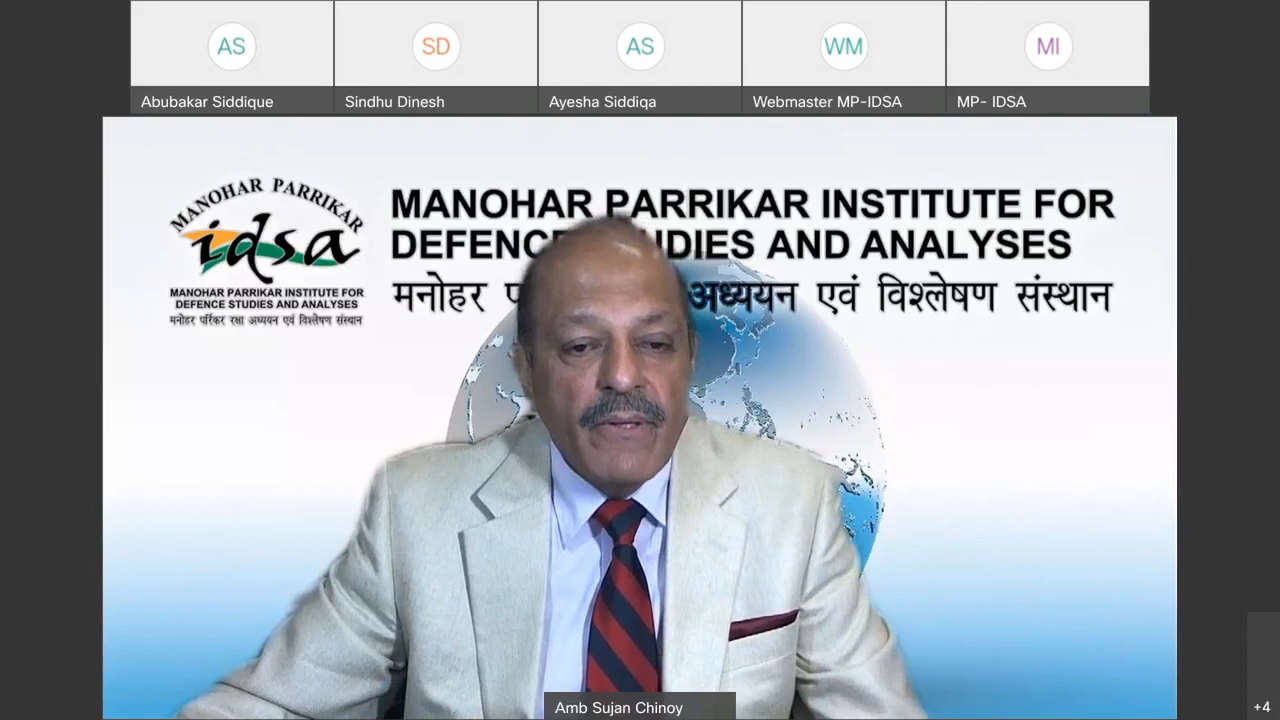 AS
SD
AS
WM
MI
Abubakar Siddique
Sindhu Dinesh
Ayesha Siddiqa
Webmaster MP-IDSA
MP- IDSA
MANOHAR PARRIKAR
idsa
MANOHAR PARRIKAR INSTITUTE FOR
DEFENCE STUDIES AND ANALYSES
मनोहर पर्रिकर रक्षा अध्ययन एवं विश्लेषण संस्थान
MANOHAR PARRIKAR INSTITUTE FOR
DEFENCE STUDIES AND ANALYSES
मनोहर अध्ययन एवं विश्लेषण संस्थान
Amb Sujan Chinoy
+4